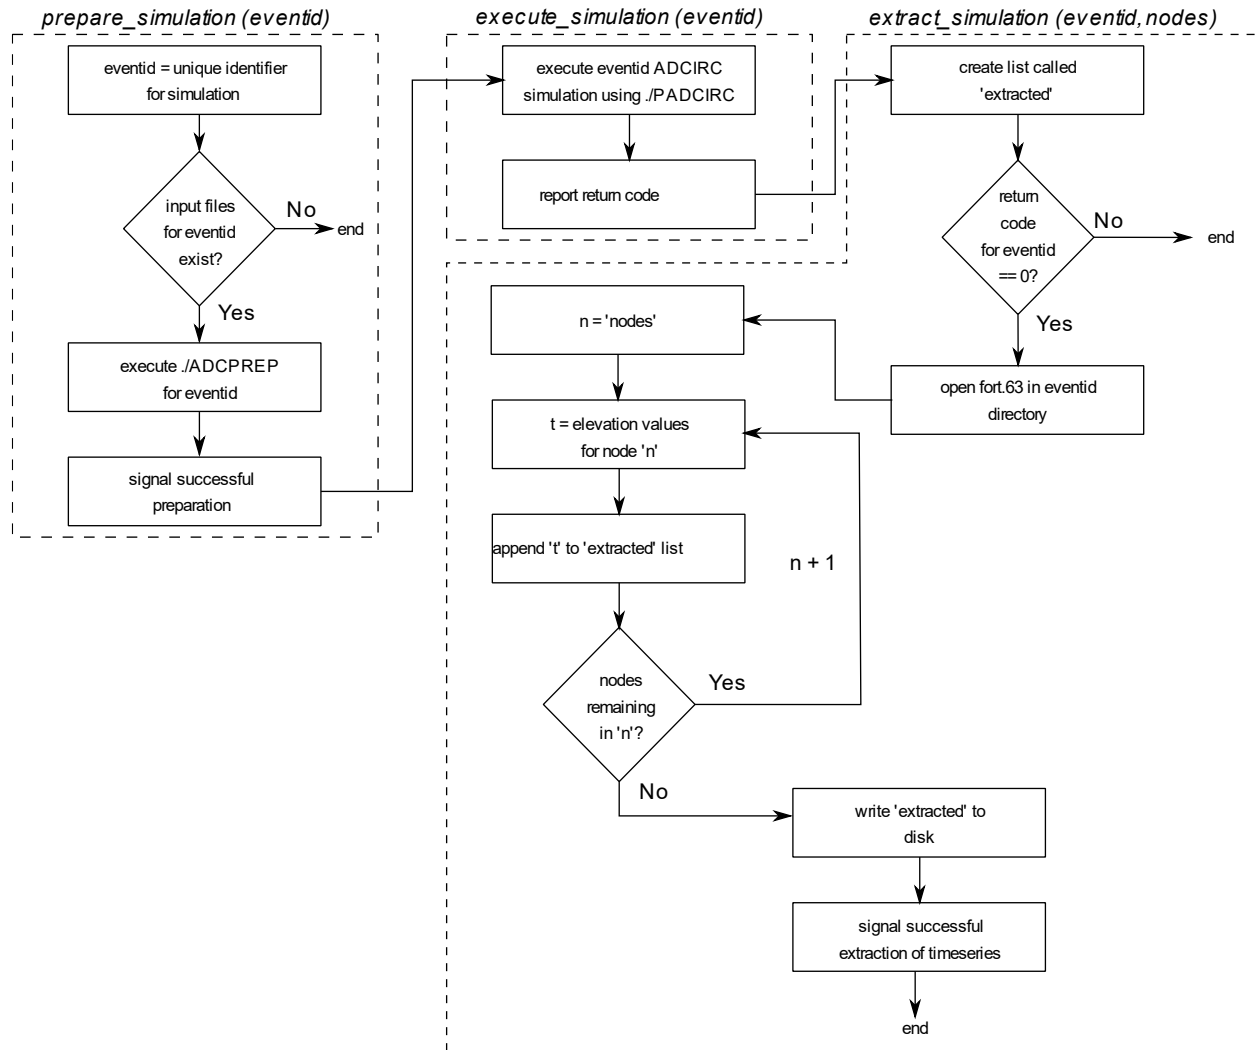 prepare_simulation (eventid)
eventid = unique identifier
for simulation
input files
for eventid
exist?
No
end
Yes
execute ./ADCPREP
for eventid
signal successful
preparation
execute_simulation (eventid)
execute eventid ADCIRC
simulation using ./PADCIRC
report return code
extract_simulation (eventid, nodes)
create list called
'extracted'
return
code
for eventid
== 0?
No
end
Yes
open fort.63 in eventid
directory
n = 'nodes'
t = elevation values
for node 'n'
append 't' to 'extracted' list
n + 1
nodes
remaining
in 'n'?
Yes
No
write 'extracted' to
disk
signal successful
extraction of timeseries
end